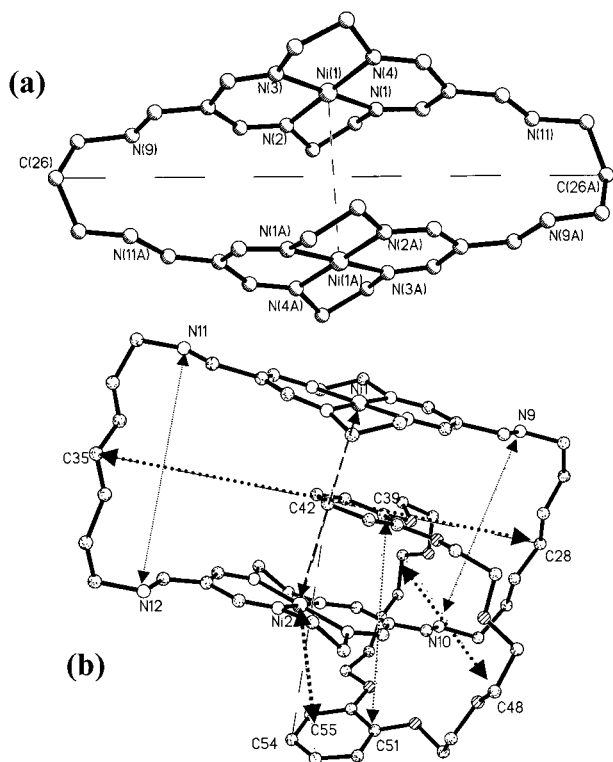 (a)
Ni(1)
N(4)
N(3)
N(1)
N(2)
N(9)
N(11)
C(26)
C(26A)
N(1A)
N(2A)
N(9A)
N(11A)
Ni(1A)
N(4A)
N(3A)
N11
N9
C35
C39
C42
C28
N12
Ni2
N10
(b)
C48
C55
C54
C51